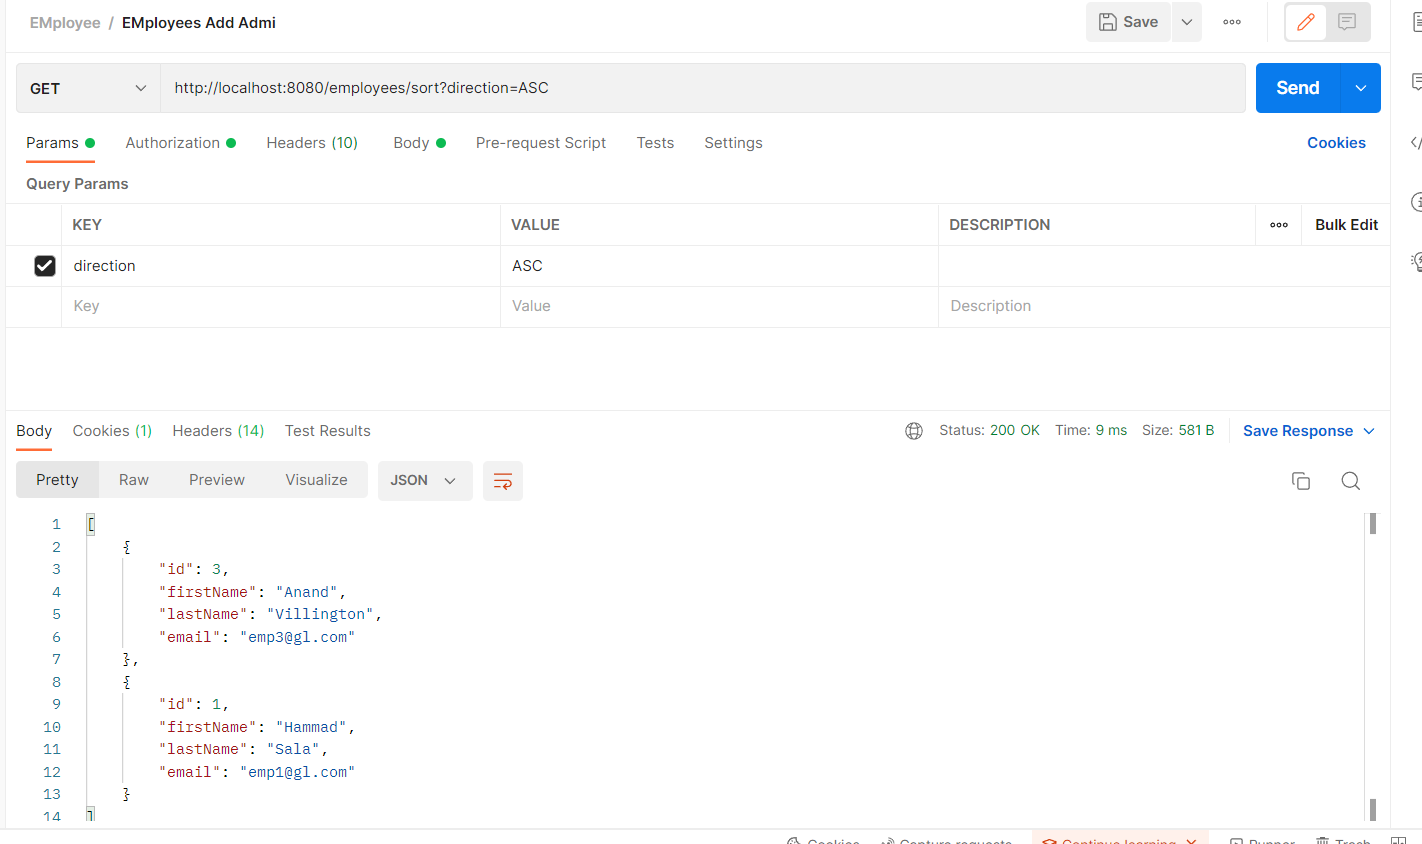 EMployee / EMployees Add Admi
Save
GET http://localhost:8080/employees/sort?direction=ASC Send
Params Authorization Headers (10) Body Pre-request Script Tests Settings Cookies
Query Params
KEY VALUE DESCRIPTION Bulk Edit
direction ASC
Key Value Description
Body Cookies (1) Headers (14) Test Results Status: 200 OK Time: 9 ms Size: 581 B Save Response
Pretty Raw Preview Visualize JSON
1 [
2 {
3 "id": 3,
4 "firstName": "Anand",
5 "lastName": "Villington",
6 "email": "emp3@gl.com"
7 },
8 {
9 "id": 1,
10 "firstName": "Hammad",
11 "lastName": "Sala",
12 "email": "emp1@gl.com"
13 }
14 ]
Cookies Capture requests Continue learning Runner Trash